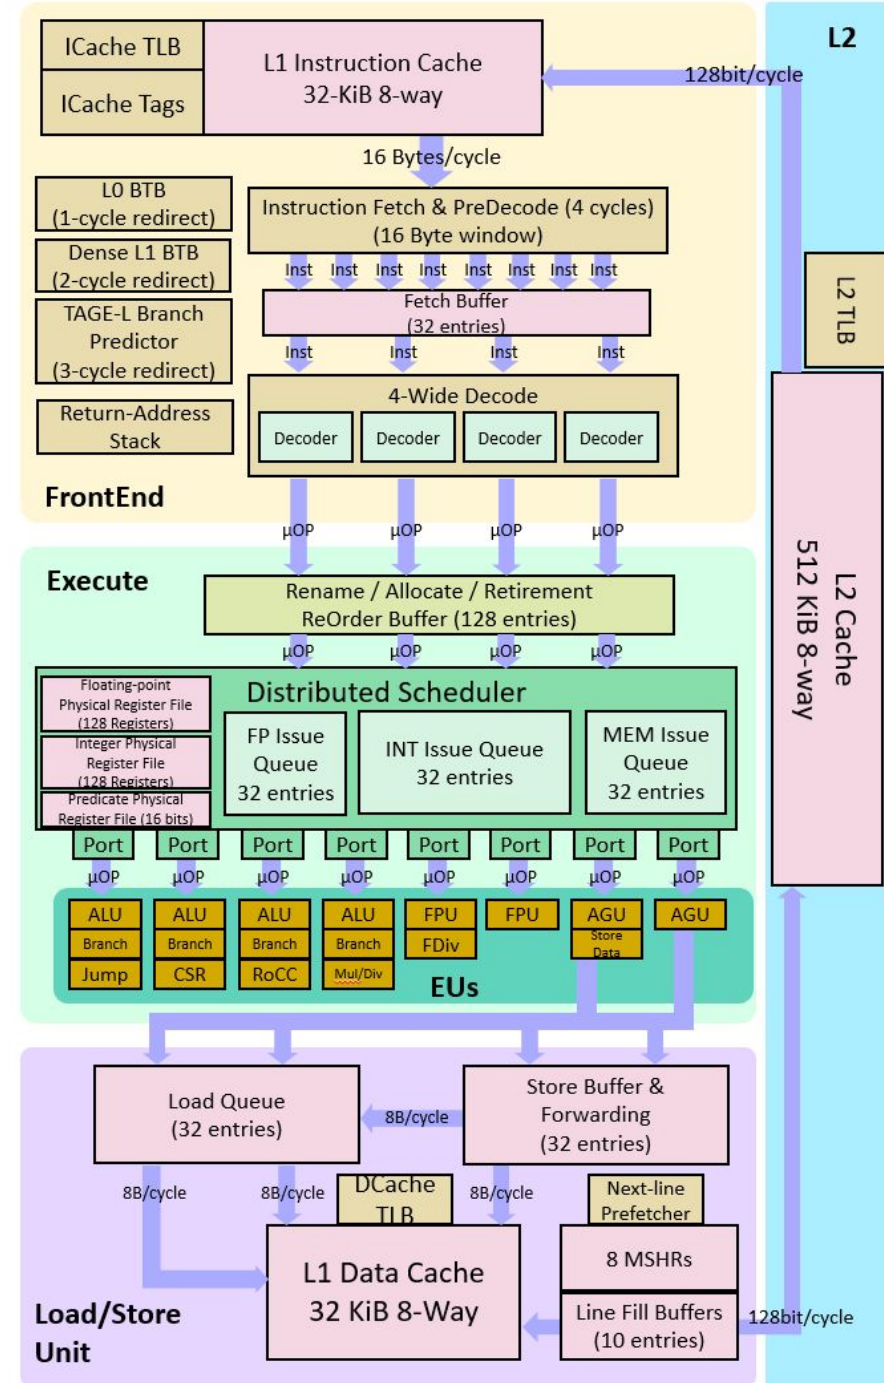 L2
ICache TLB
ICache Tags
L1 Instruction Cache
32-KiB 8-way
128bit/cycle
16 Bytes/cycle
L0 BTB
(1-cycle redirect)
Dense L1 BTB
(2-cycle redirect)
TAGE-L Branch
Predictor
(3-cycle redirect)
Return-Address
Stack
Instruction Fetch & PreDecode (4 cycles)
(16 Byte window)
Inst Inst Inst Inst Inst Inst Inst Inst
Fetch Buffer
(32 entries)
Inst Inst Inst Inst
4-Wide Decode
Decoder Decoder Decoder Decoder
FrontEnd
μOP μOP μOP μOP
L2 TLB
L2 Cache
512 KiB 8-way
Execute
Rename / Allocate / Retirement
ReOrder Buffer (128 entries)
μOP μOP μOP μOP
Distributed Scheduler
Floating-point
Physical Register File
(128 Registers)
Integer Physical
Register File
(128 Registers)
Predicate Physical
Register File (16 bits)
FP Issue
Queue
32 entries
INT Issue Queue
32 entries
MEM Issue
Queue
32 entries
Port Port Port Port Port Port Port Port
μOP μOP μOP μOP μOP μOP μOP μOP
ALU ALU ALU ALU FPU FPU AGU AGU
Branch Branch Branch Branch FDiv Store
Data
Jump CSR RoCC Mul/Div
EUs
Load Queue
(32 entries)
8B/cycle
Store Buffer &
Forwarding
(32 entries)
8B/cycle 8B/cycle 8B/cycle
DCache
TLB
Next-line
Prefetcher
L1 Data Cache
32 KiB 8-Way
8 MSHRs
Line Fill Buffers
(10 entries)
128bit/cycle
Load/Store
Unit